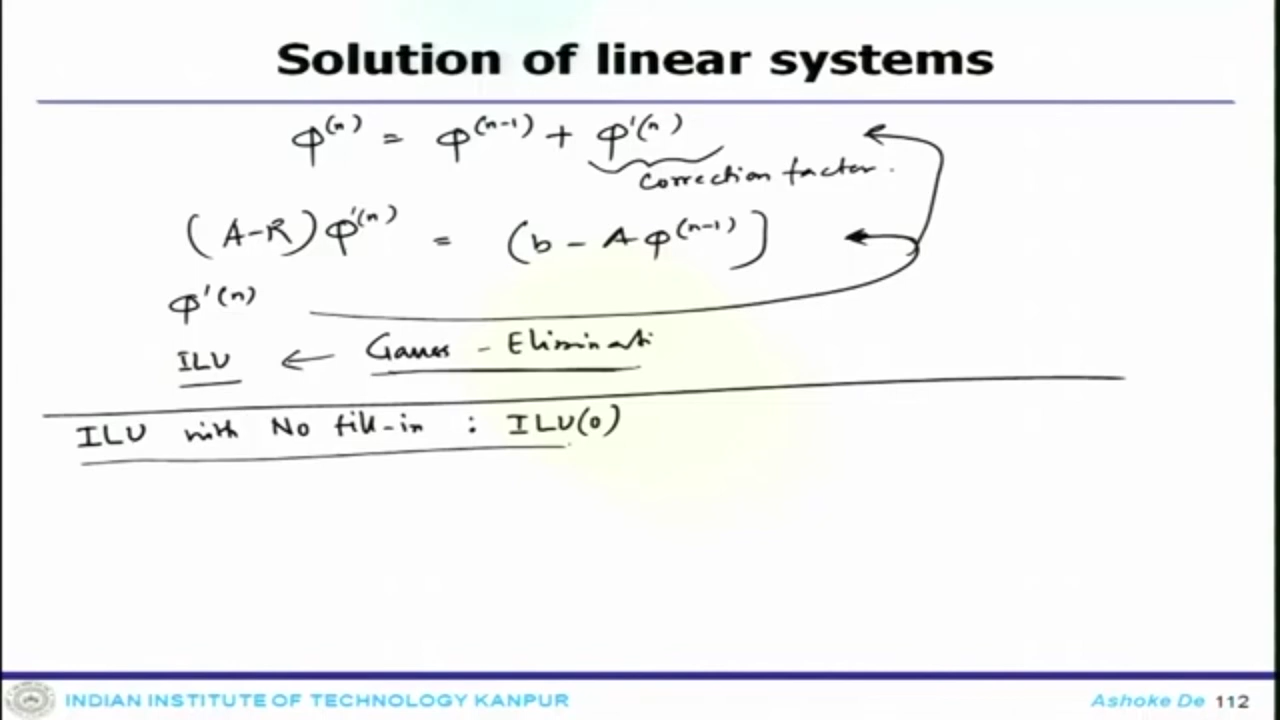 Solution of linear systems
φ^(n) = φ^(n-1) + φ'^(n)
Correction factor.
(A-R) φ'^(n) = (b - A φ^(n-1)]
φ'^(n)
ILU ← Gauss - Eliminati
ILU with No fill-in : ILU(0)
INDIAN INSTITUTE OF TECHNOLOGY KANPUR
Ashoke De 112